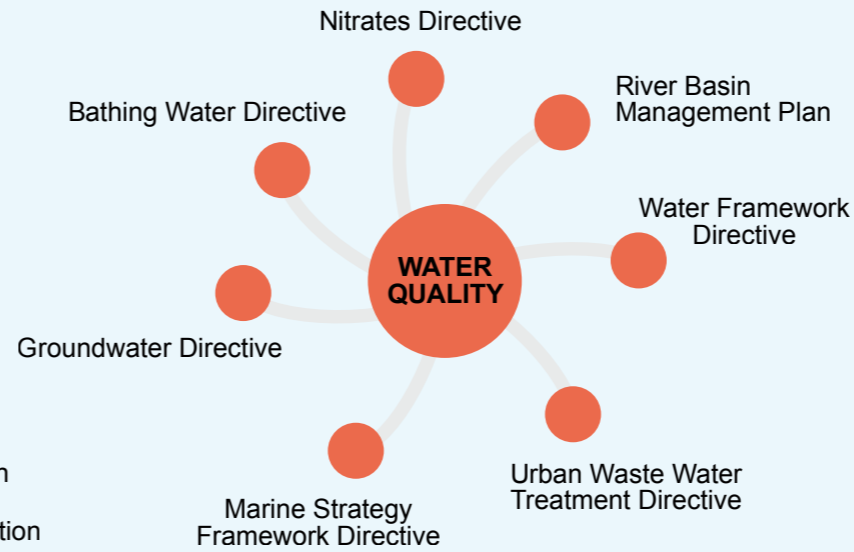 Nitrates Directive
River Basin
Management Plan
Bathing Water Directive
Water Framework
Directive
WATER
QUALITY
Groundwater Directive
Urban Waste Water
Treatment Directive
Marine Strategy
Framework Directive